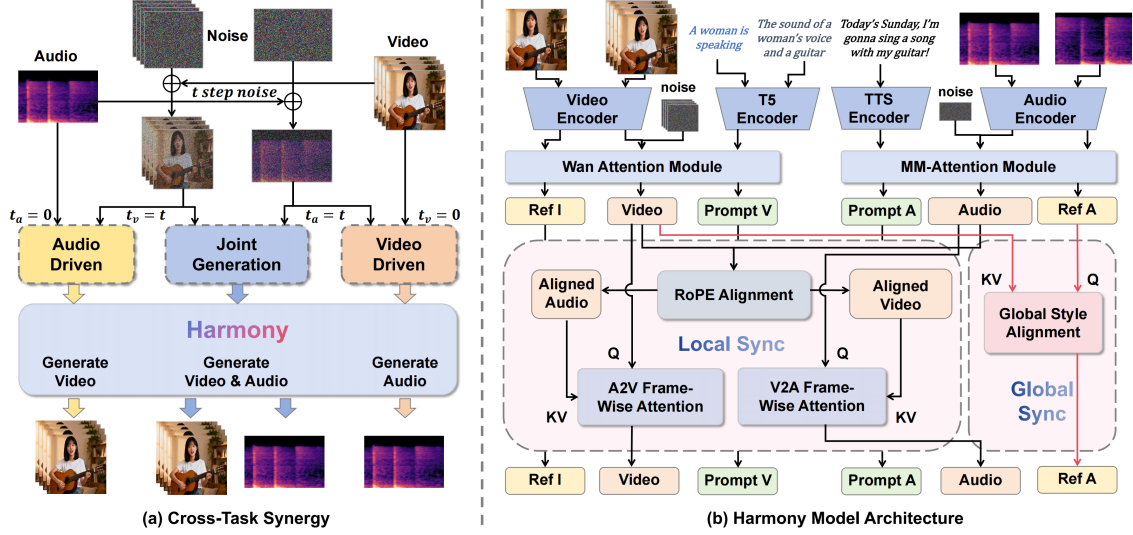 Noise
Audio
Video
t step noise
t_a = 0
t_v = t
t_a = t
t_v = 0
Audio
Driven
Joint
Generation
Video
Driven
Harmony
Generate
Video
Generate
Video & Audio
Generate
Audio
(a) Cross-Task Synergy
A woman is
speaking
The sound of a
woman's voice
and a guitar
Today's Sunday, I'm
gonna sing a song
with my guitar!
Video
Encoder
noise
T5
Encoder
TTS
Encoder
noise
Audio
Encoder
Wan Attention Module
MM-Attention Module
Ref I
Video
Prompt V
Prompt A
Audio
Ref A
Aligned
Audio
RoPE Alignment
Aligned
Video
KV
Q
Global Style
Alignment
Local Sync
Q
Q
A2V Frame-
Wise Attention
V2A Frame-
Wise Attention
KV
KV
Global
Sync
Ref I
Video
Prompt V
Prompt A
Audio
Ref A
(b) Harmony Model Architecture